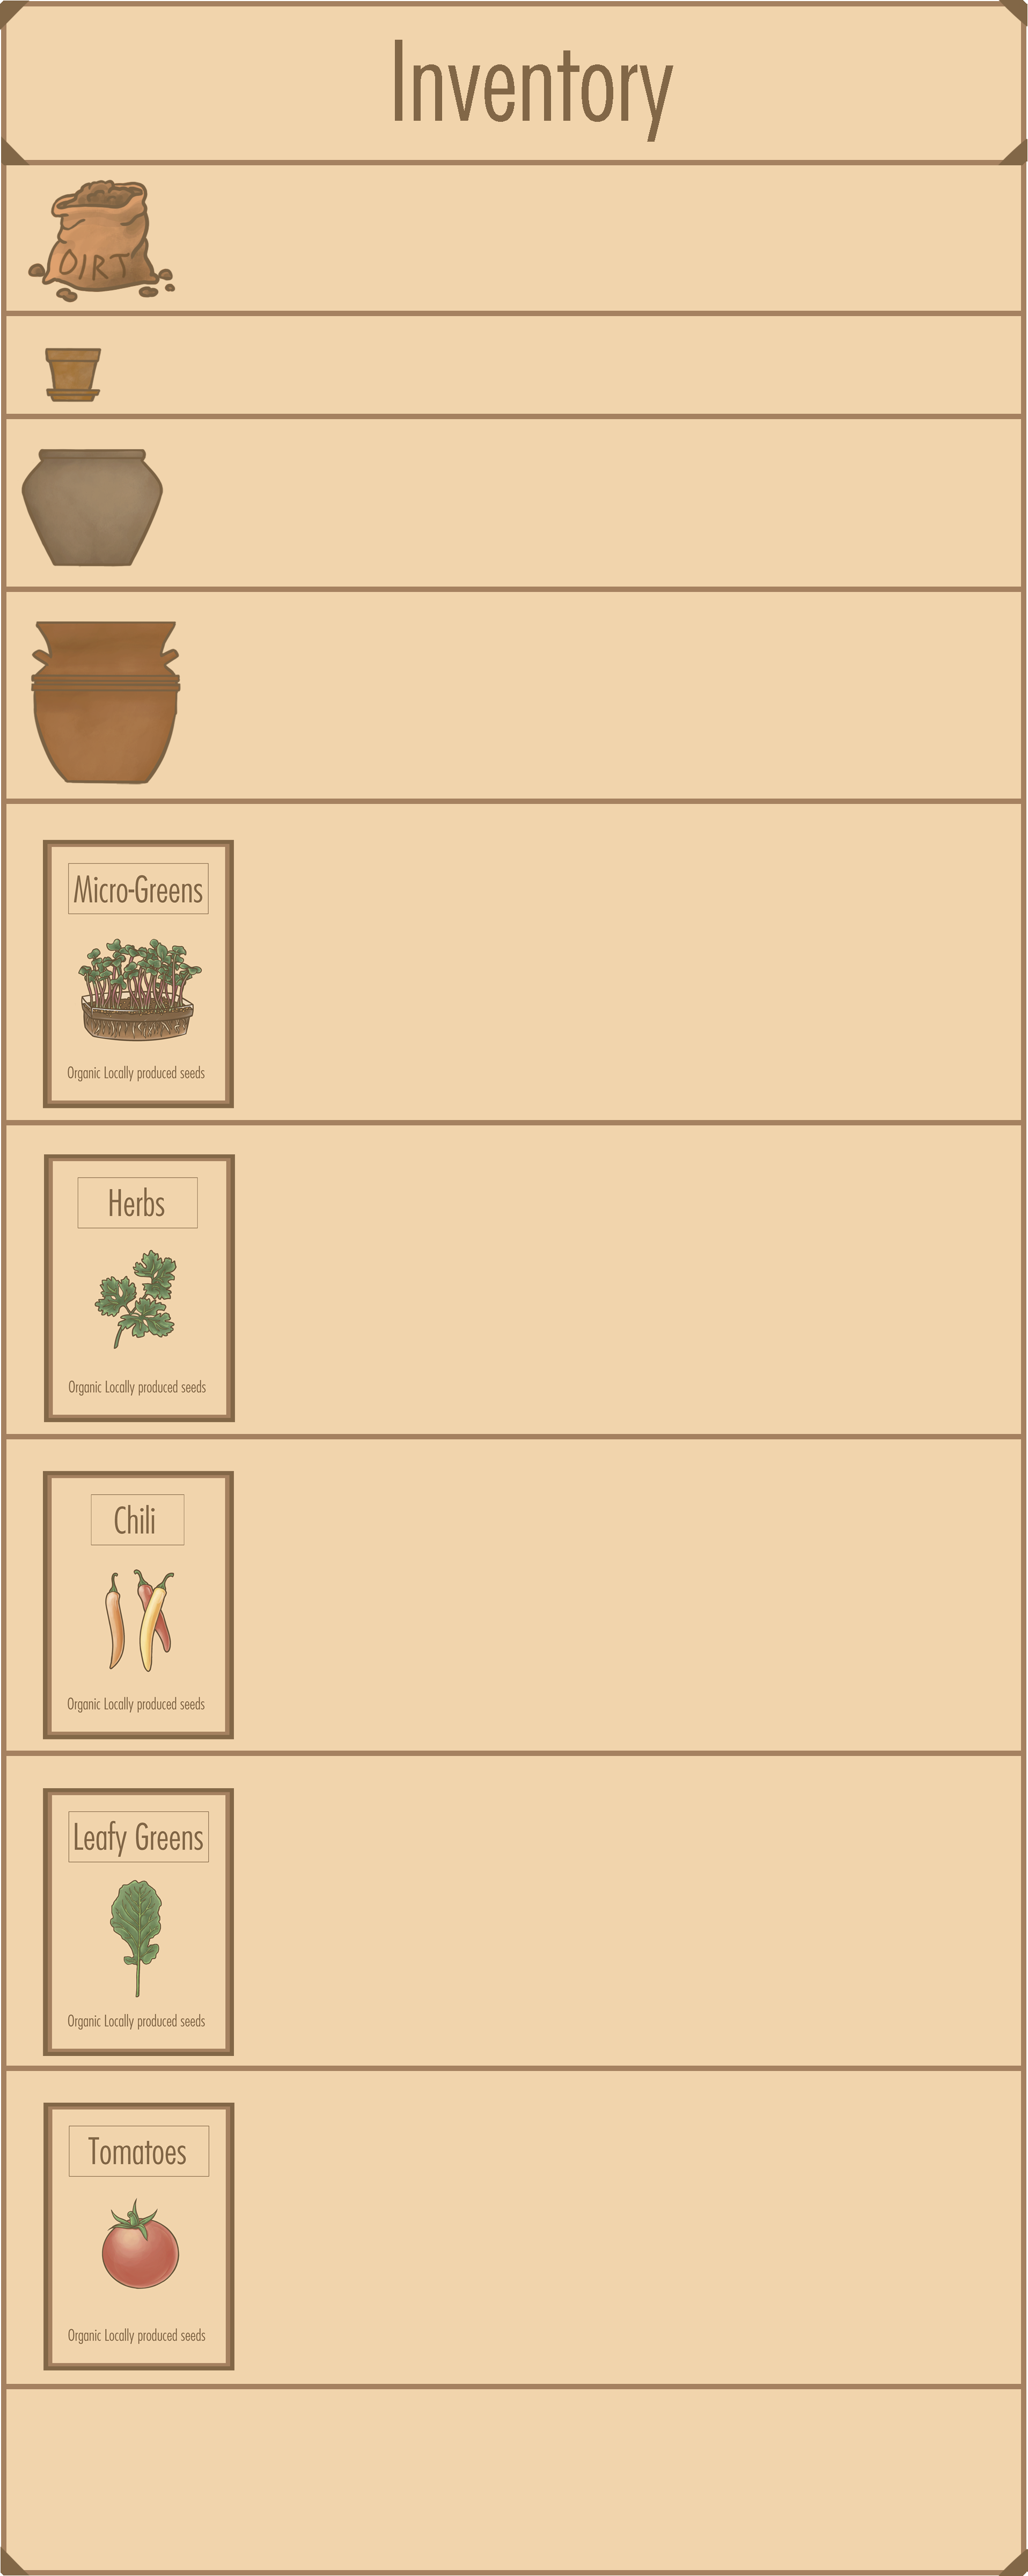 Inventory
DIRT
Micro-Greens
Organic Locally produced seeds
Herbs
Organic Locally produced seeds
Chili
Organic Locally produced seeds
Leafy Greens
Organic Locally produced seeds
Tomatoes
Organic Locally produced seeds